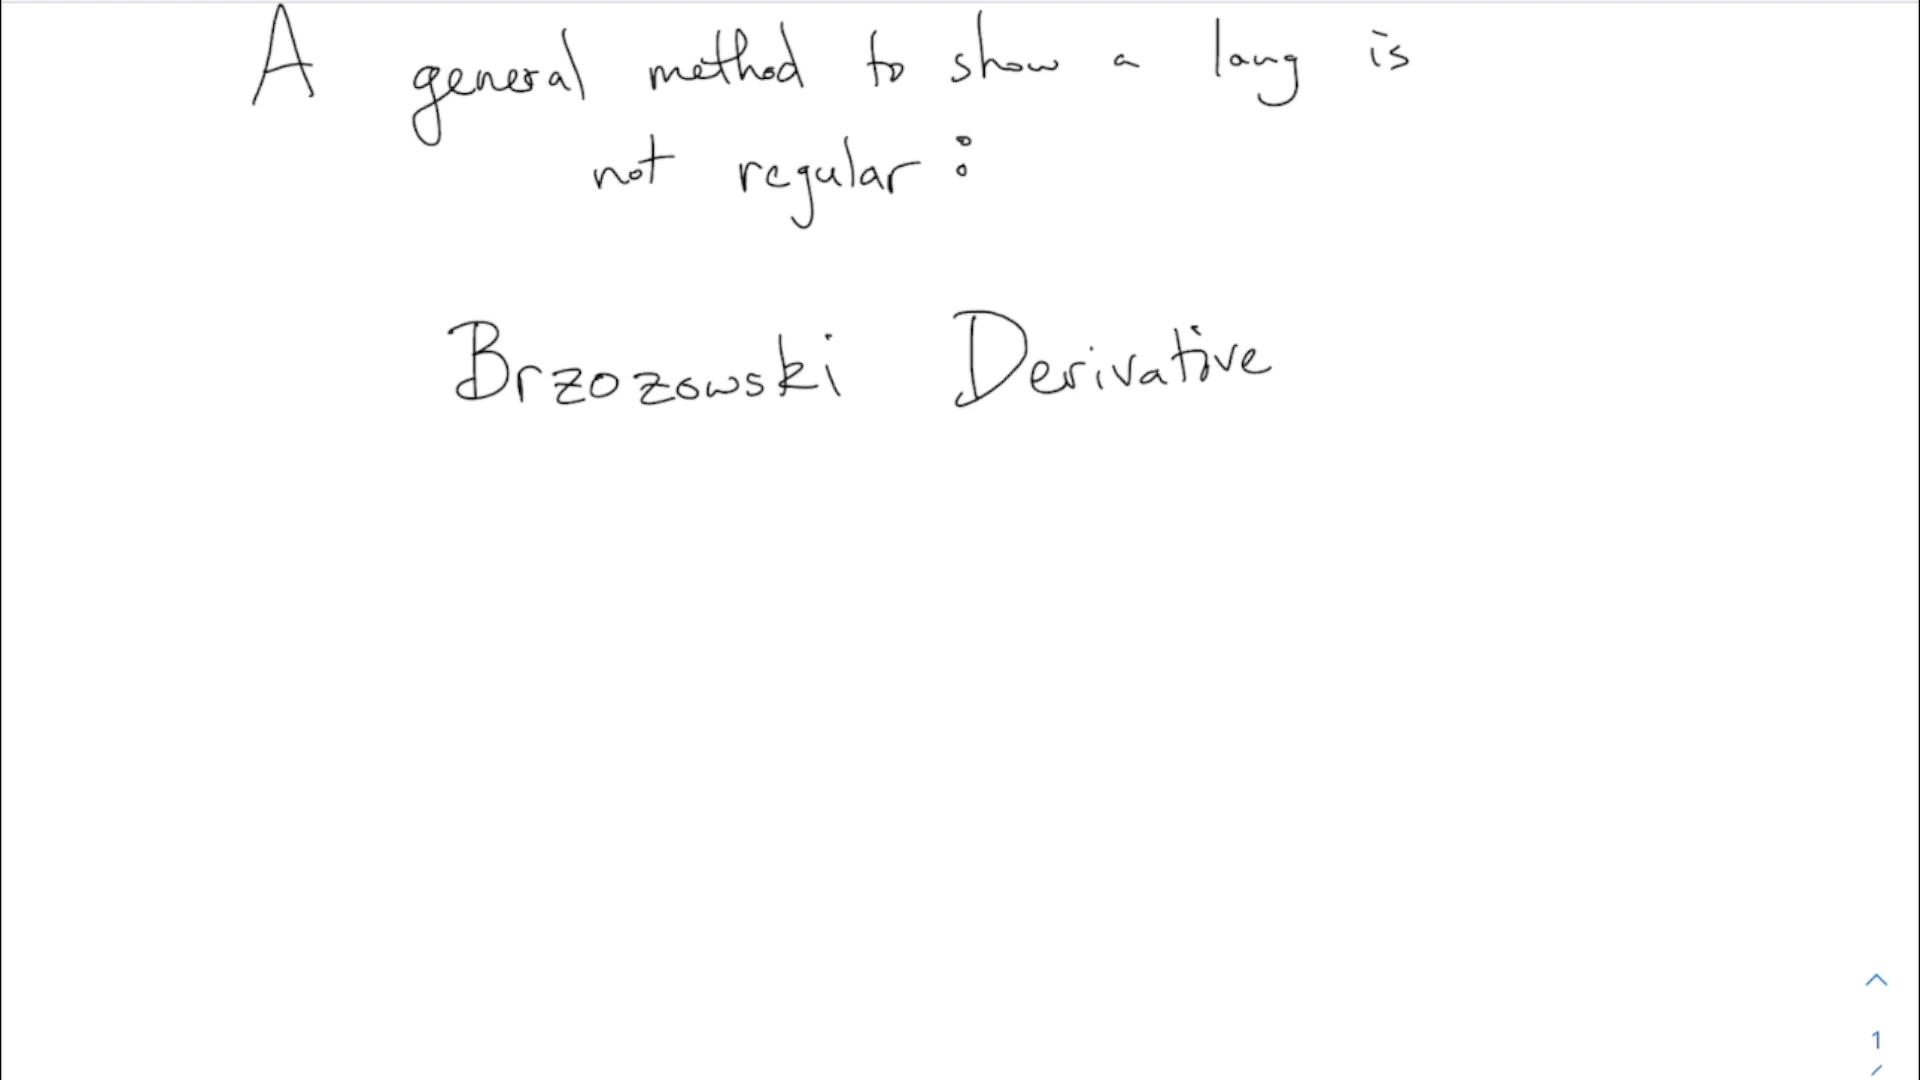 A general method to show a lang is
not regular:
Brzozowski Derivative
1